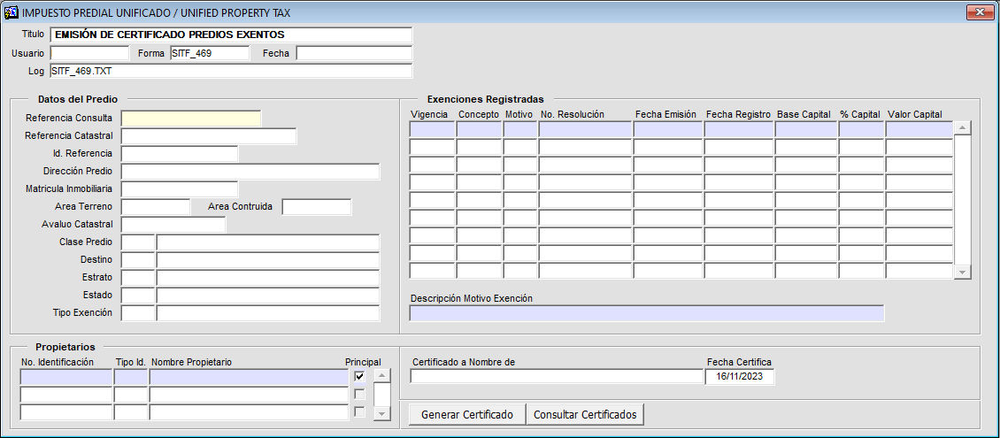 IMPUESTO PREDIAL UNIFICADO / UNIFIED PROPERTY TAX
Titulo EMISIÓN DE CERTIFICADO PREDIOS EXENTOS
Usuario Forma SITF_469 Fecha
Log SITF_469.TXT
Datos del Predio
Referencia Consulta
Referencia Catastral
Id. Referencia
Dirección Predio
Matricula Inmobiliaria
Area Terreno Area Contruida
Avaluo Catastral
Clase Predio
Destino
Estrato
Estado
Tipo Exención
Exenciones Registradas
Vigencia Concepto Motivo No. Resolución Fecha Emisión Fecha Registro Base Capital % Capital Valor Capital
Descripción Motivo Exención
Propietarios
No. Identificación Tipo Id. Nombre Propietario Principal
Certificado a Nombre de Fecha Certifica
16/11/2023
Generar Certificado Consultar Certificados